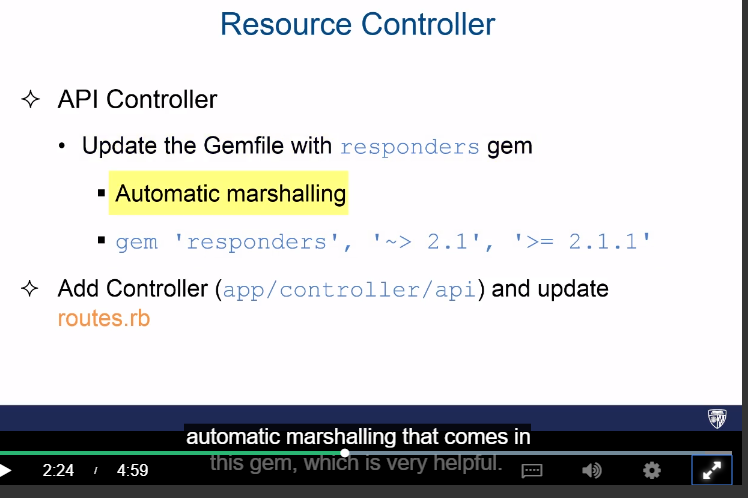 Resource Controller
API Controller
• Update the Gemfile with responders gem
▪ Automatic marshalling
▪ gem 'responders', '~> 2.1', '>= 2.1.1'
Add Controller (app/controller/api) and update
routes.rb
automatic marshalling that comes in
this gem, which is very helpful.
2:24 / 4:59